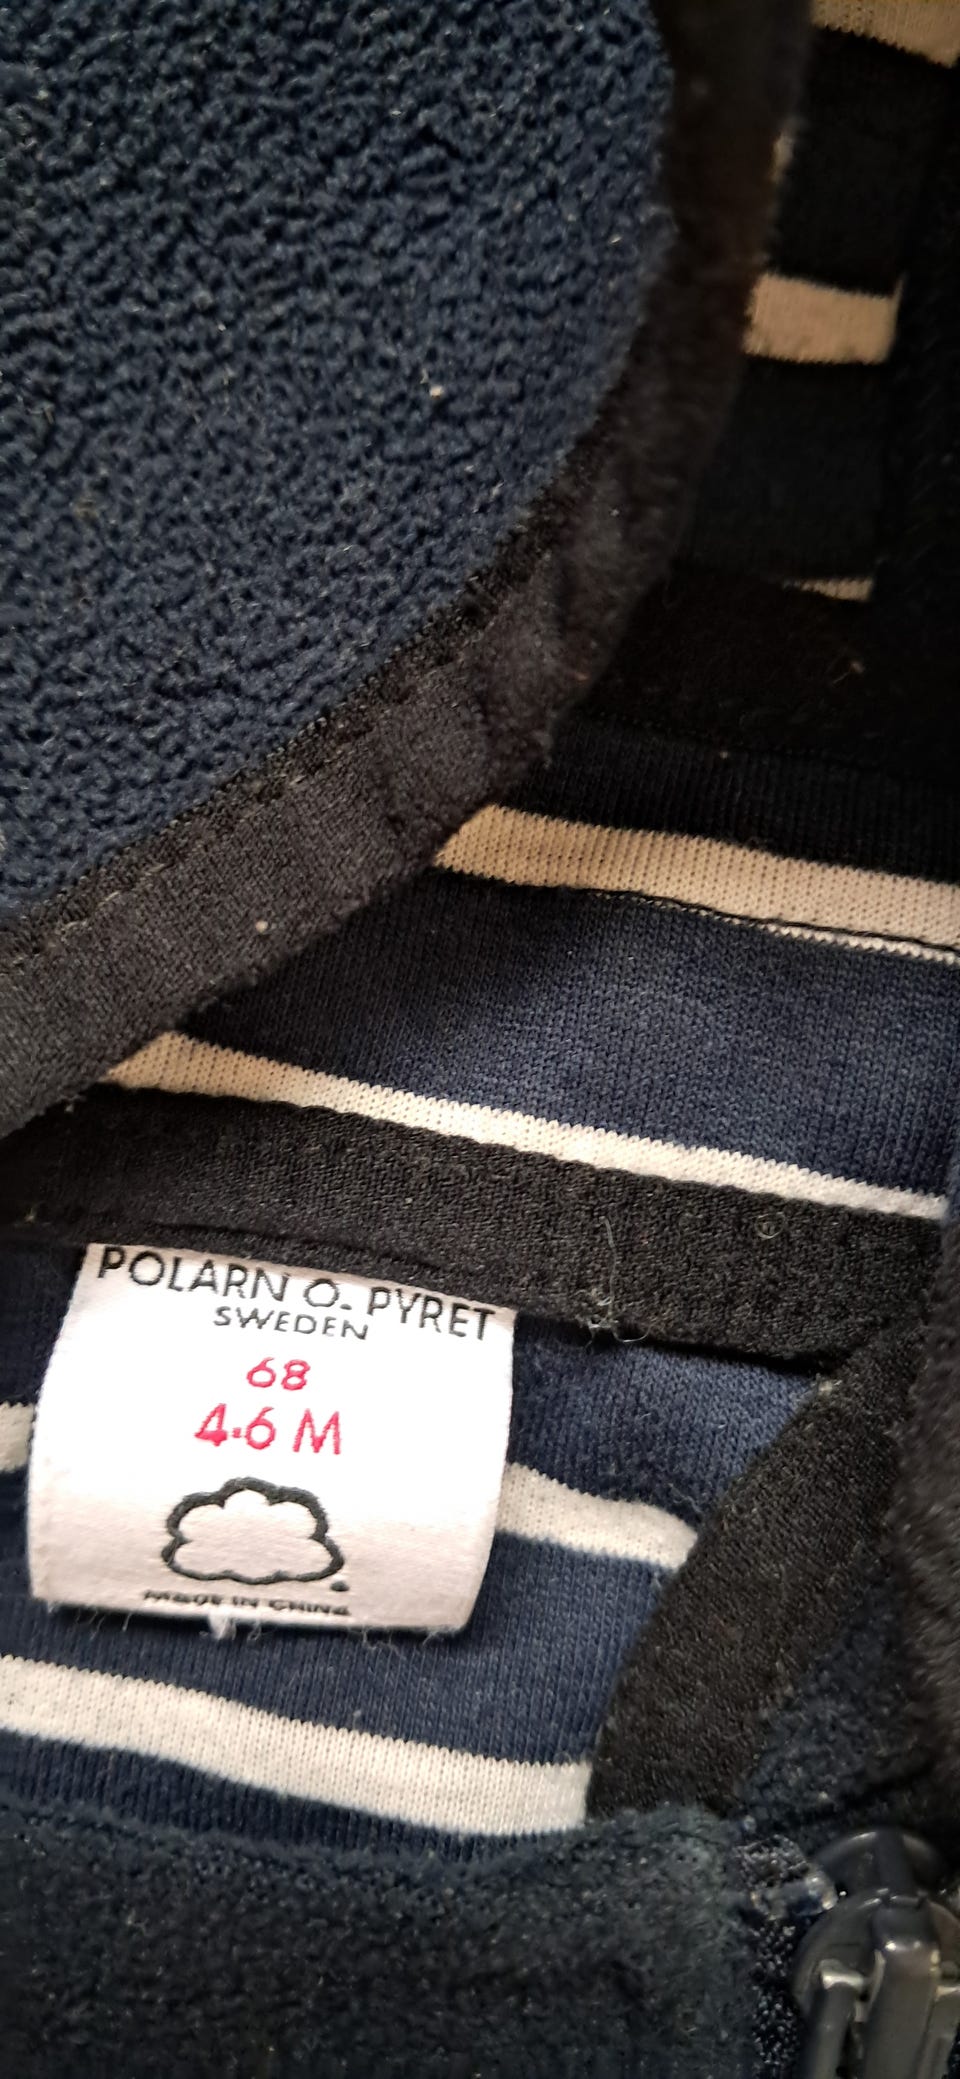 POLARN O. PYRET
SWEDEN
68
4·6 M
MADE IN CHINA